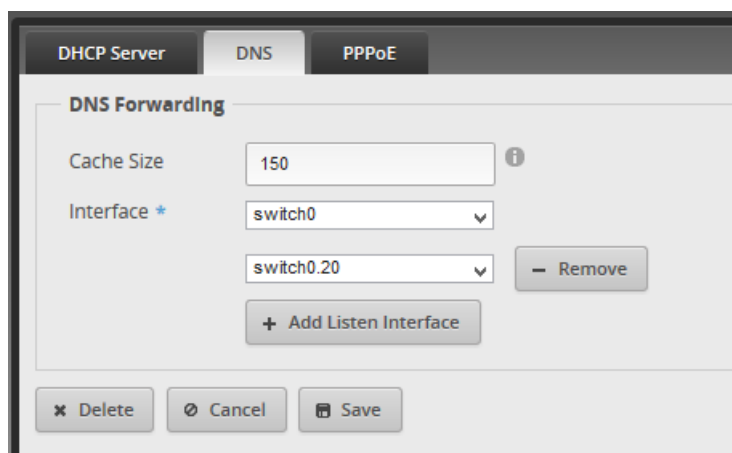 DHCP Server DNS PPPoE
DNS Forwarding
Cache Size 150
Interface * switch0
switch0.20 − Remove
+ Add Listen Interface
Delete Cancel Save